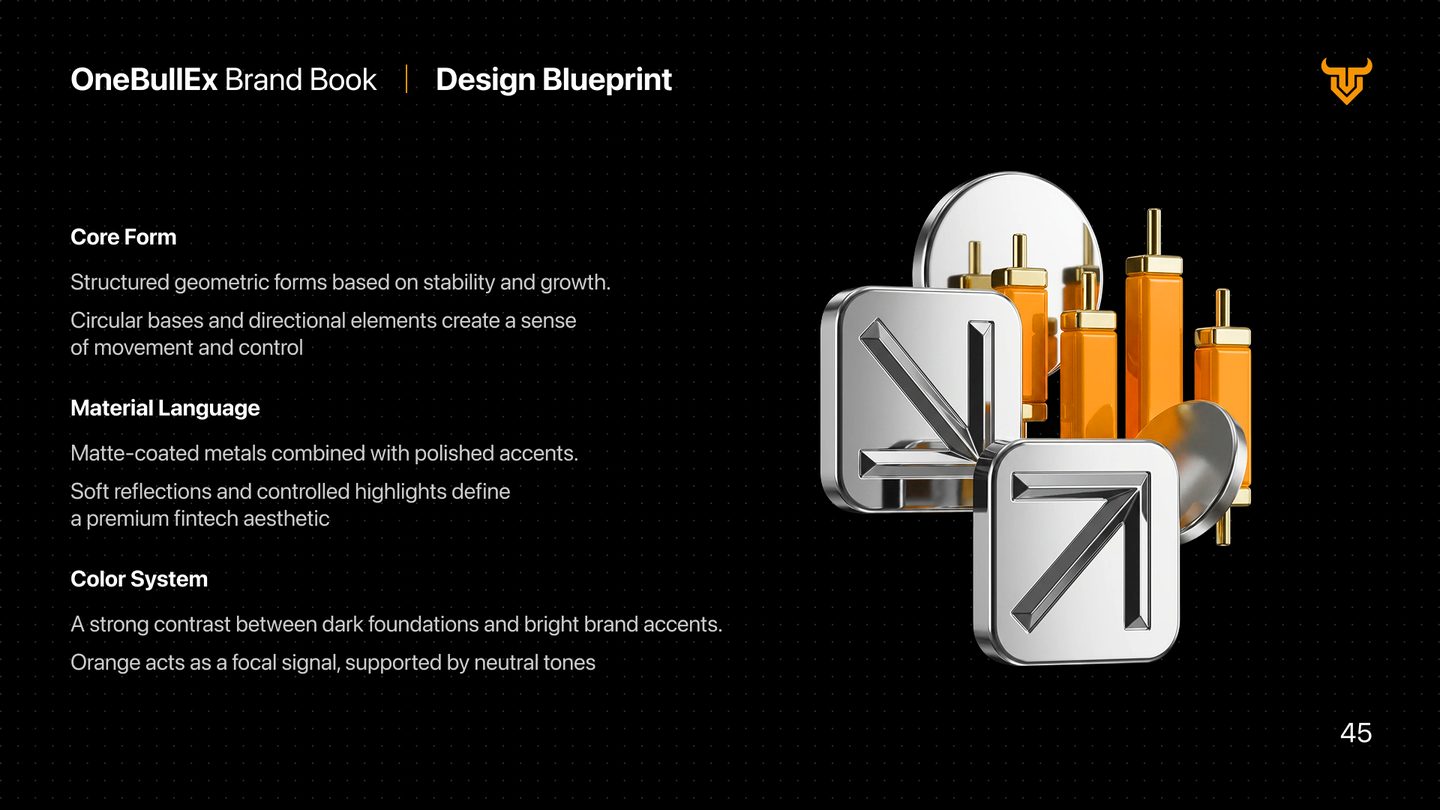 OneBullEx Brand Book | Design Blueprint
Core Form
Structured geometric forms based on stability and growth.
Circular bases and directional elements create a sense
of movement and control
Material Language
Matte-coated metals combined with polished accents.
Soft reflections and controlled highlights define
a premium fintech aesthetic
Color System
A strong contrast between dark foundations and bright brand accents.
Orange acts as a focal signal, supported by neutral tones
45